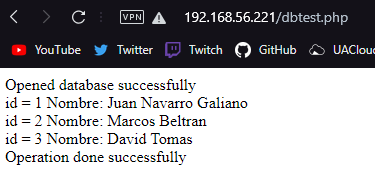 VPN 192.168.56.221/dbtest.php
YouTube Twitter Twitch GitHub UAClou
Opened database successfully
id = 1 Nombre: Juan Navarro Galiano
id = 2 Nombre: Marcos Beltran
id = 3 Nombre: David Tomas
Operation done successfully